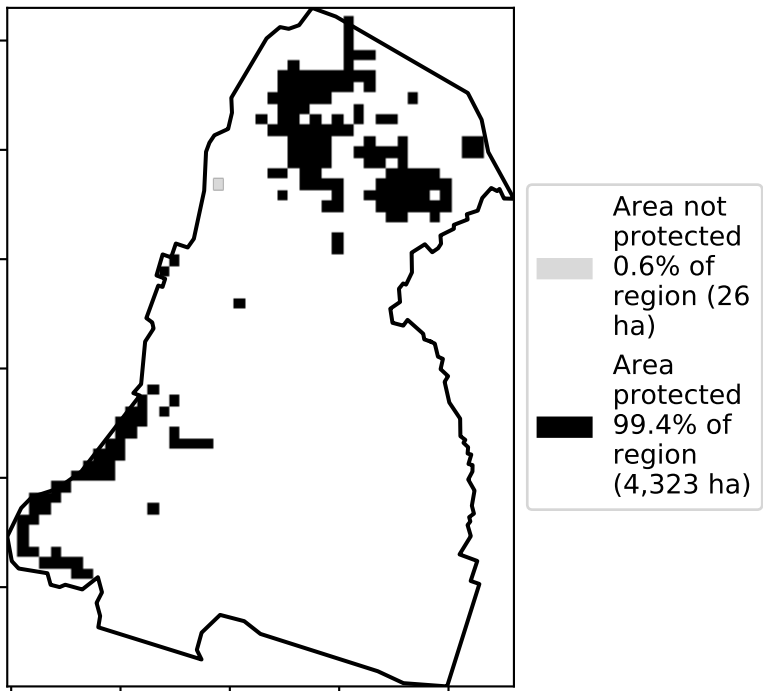 Area not
protected
0.6% of
region (26
ha)
Area
protected
99.4% of
region
(4,323 ha)